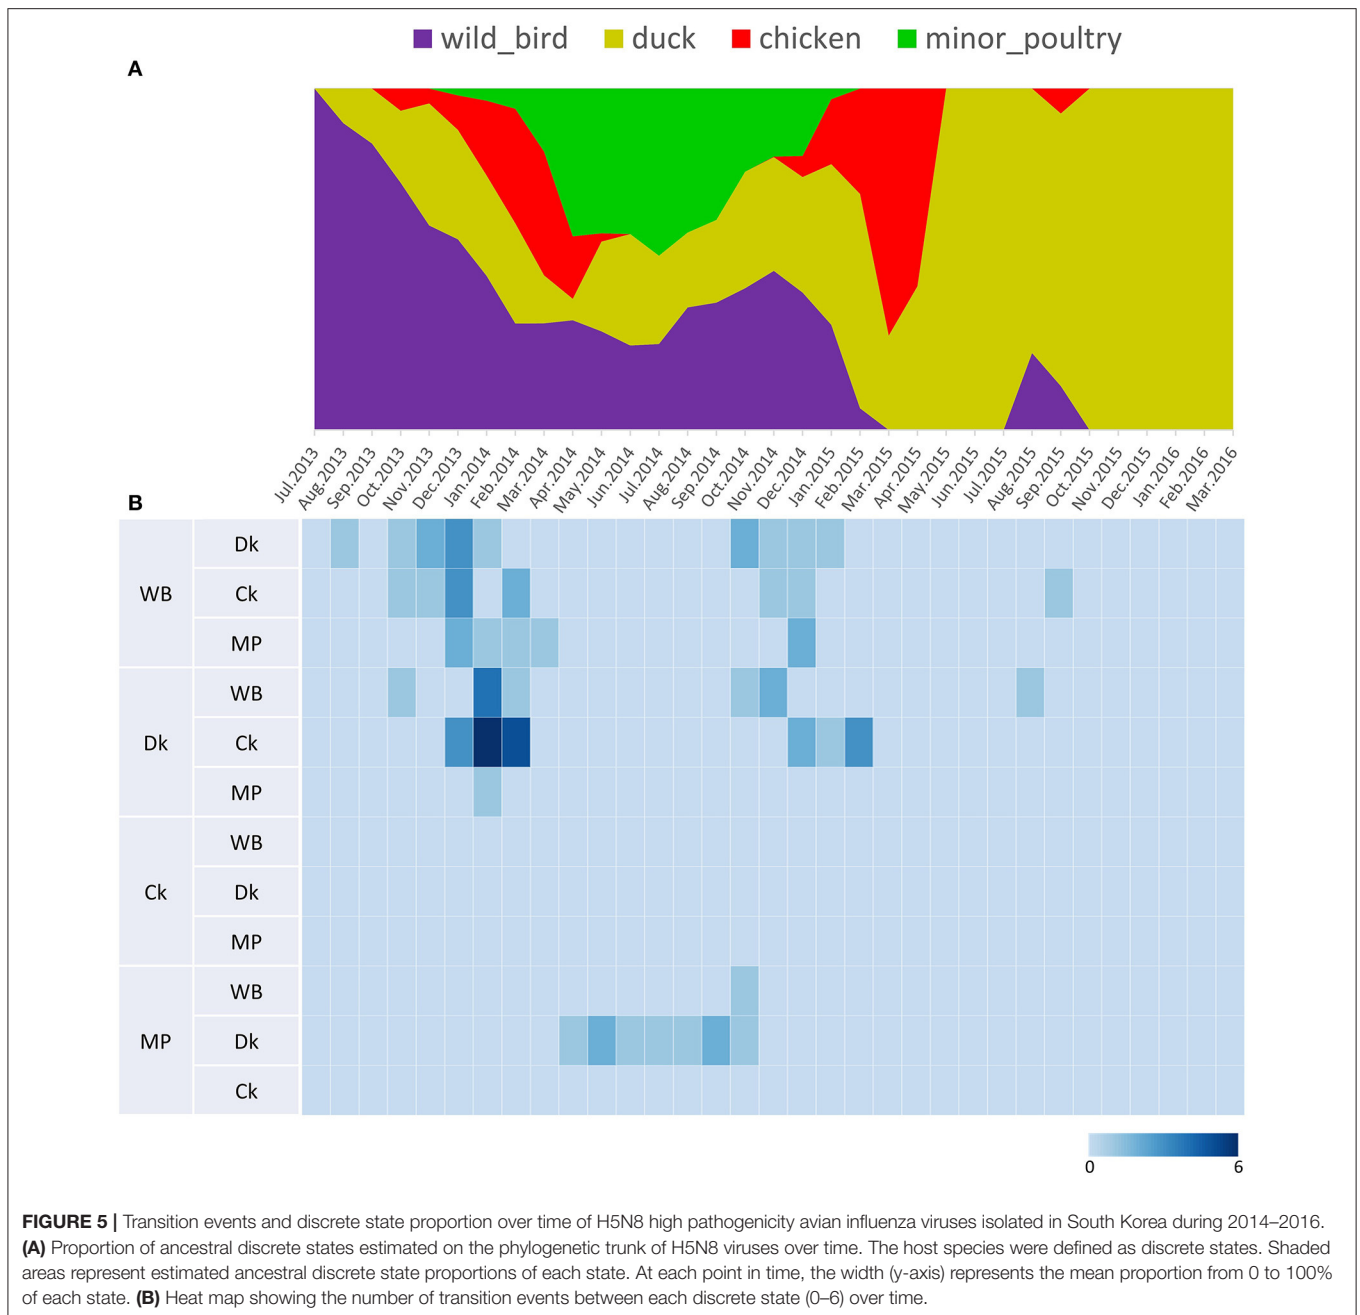 wild_bird duck chicken minor_poultry
A
Jul.2013 Aug.2013 Sep.2013 Oct.2013 Nov.2013 Dec.2013 Jan.2014 Feb.2014 Mar.2014 Apr.2014 May.2014 Jun.2014 Jul.2014 Aug.2014 Sep.2014 Oct.2014 Nov.2014 Dec.2014 Jan.2015 Feb.2015 Mar.2015 Apr.2015 May.2015 Jun.2015 Jul.2015 Aug.2015 Sep.2015 Oct.2015 Nov.2015 Dec.2015 Jan.2016 Feb.2016 Mar.2016
B
WB
Dk
Ck
MP
Dk
WB
Ck
MP
Ck
WB
Dk
MP
MP
WB
Dk
Ck
0 6
FIGURE 5 | Transition events and discrete state proportion over time of H5N8 high pathogenicity avian influenza viruses isolated in South Korea during 2014–2016.
(A) Proportion of ancestral discrete states estimated on the phylogenetic trunk of H5N8 viruses over time. The host species were defined as discrete states. Shaded
areas represent estimated ancestral discrete state proportions of each state. At each point in time, the width (y-axis) represents the mean proportion from 0 to 100%
of each state. (B) Heat map showing the number of transition events between each discrete state (0–6) over time.